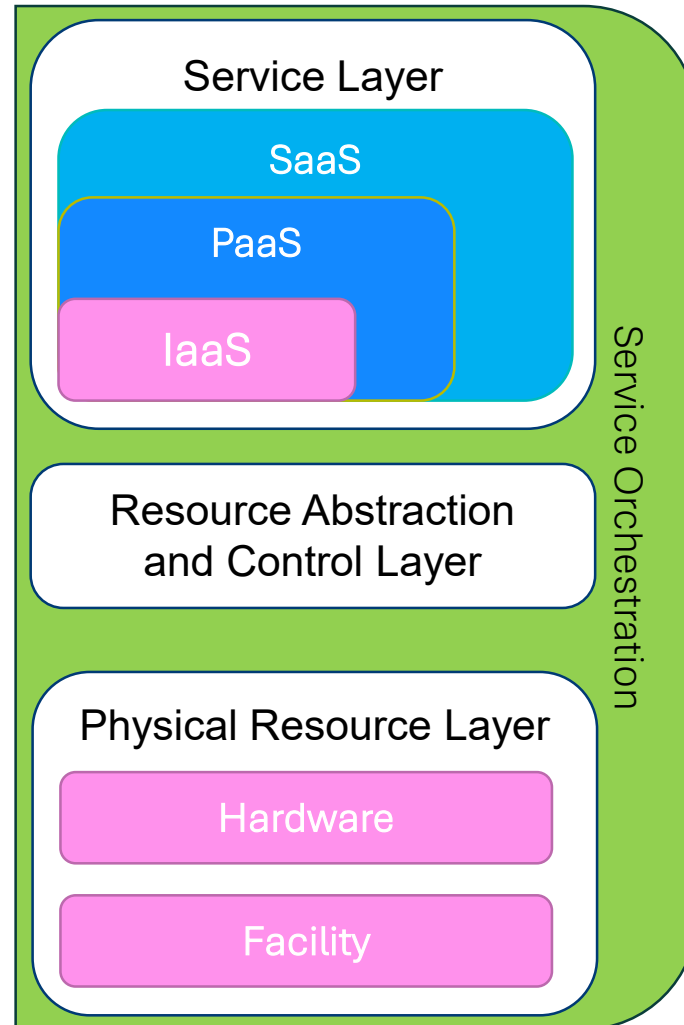 Service Layer
SaaS
PaaS
IaaS
Resource Abstraction
and Control Layer
Physical Resource Layer
Hardware
Facility
Service Orchestration